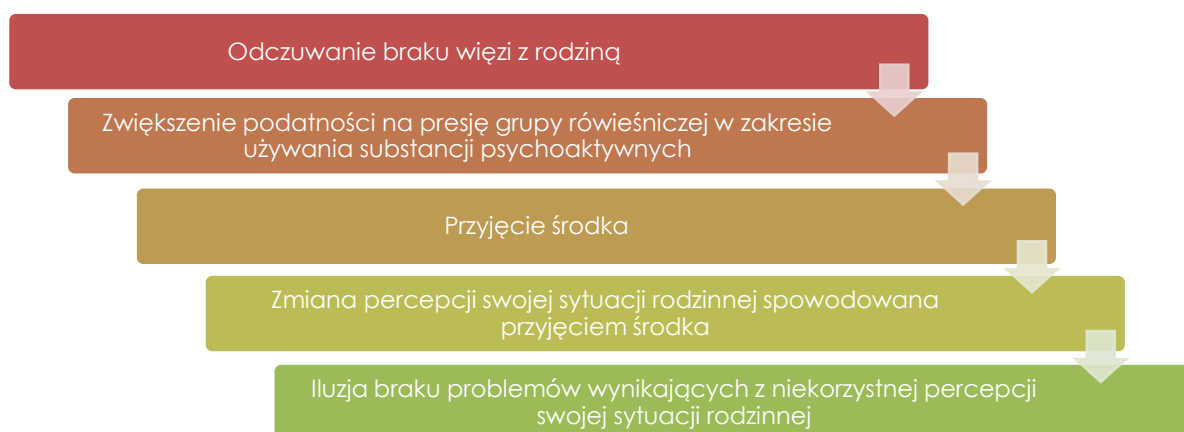 Odczuwanie braku więzi z rodziną
Zwiększenie podatności na presję grupy rówieśniczej w zakresie
używania substancji psychoaktywnych
Przyjęcie środka
Zmiana percepcji swojej sytuacji rodzinnej spowodowana
przyjęciem środka
Iluzja braku problemów wynikających z niekorzystnej percepcji
swojej sytuacji rodzinnej